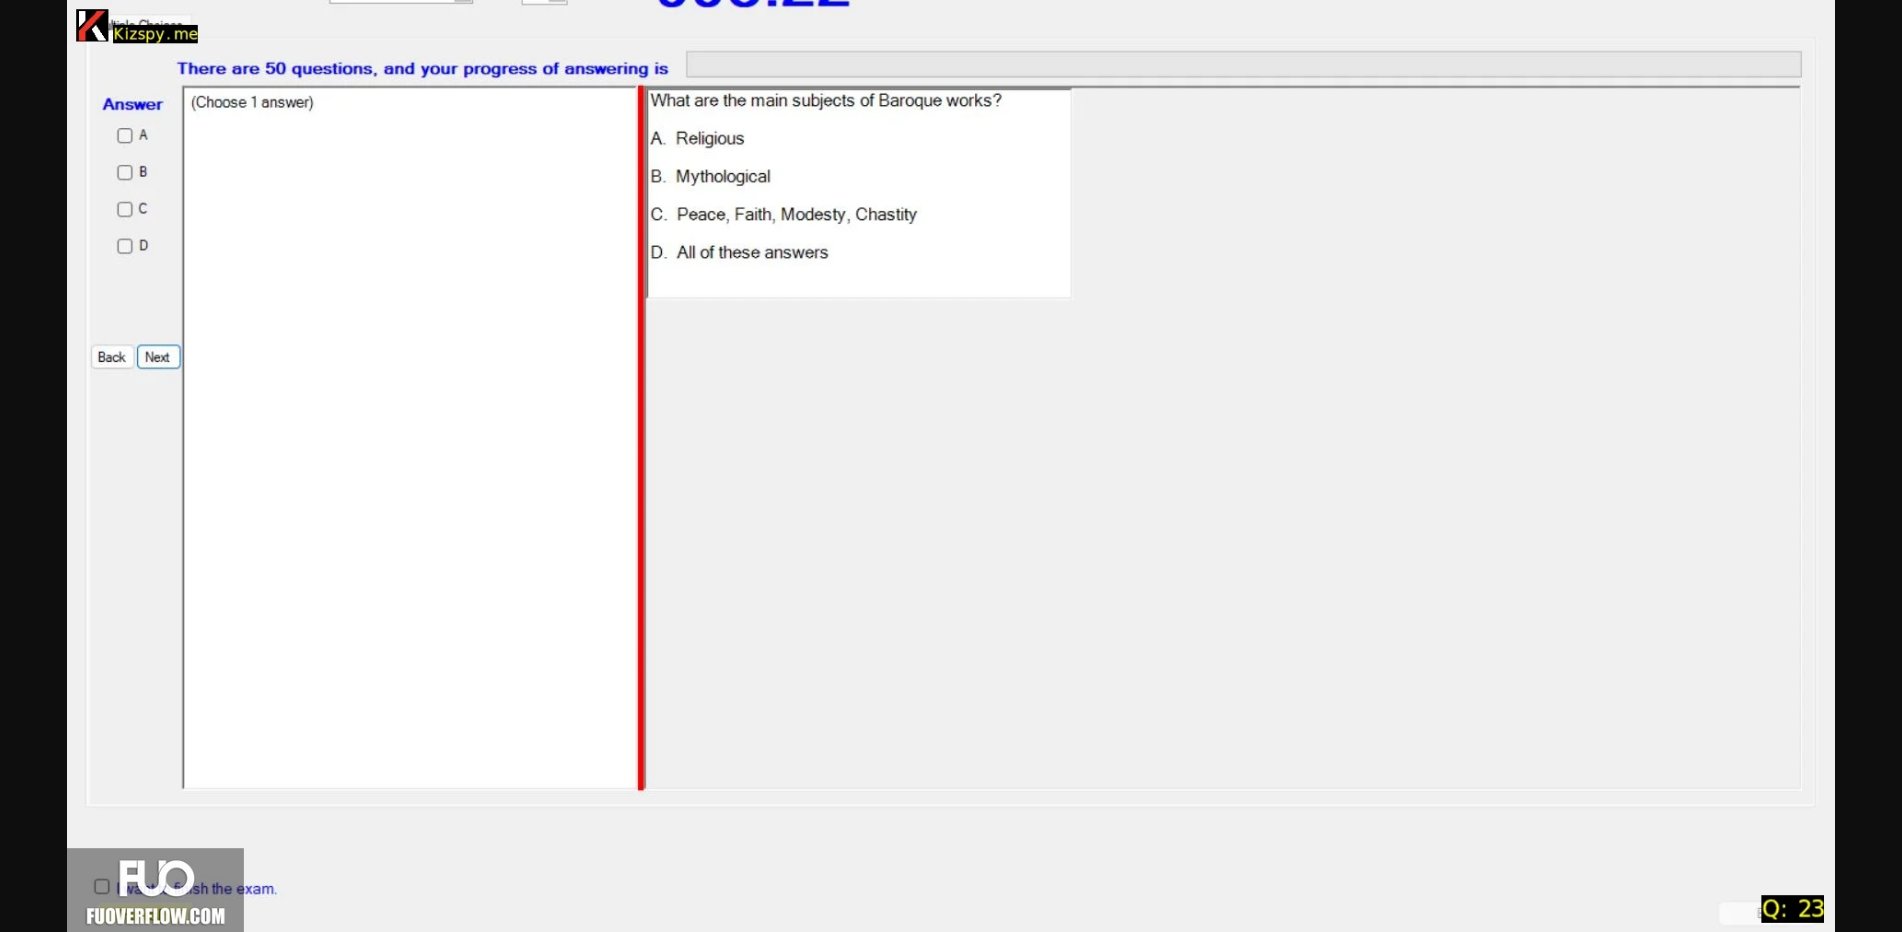 Kizspy.me
There are 50 questions, and your progress of answering is
Answer
(Choose 1 answer)
A
B
C
D
Back
Next
What are the main subjects of Baroque works?
A. Religious
B. Mythological
C. Peace, Faith, Modesty, Chastity
D. All of these answers
FUO
the exam.
FUOVERFLOW.COM
Q: 23